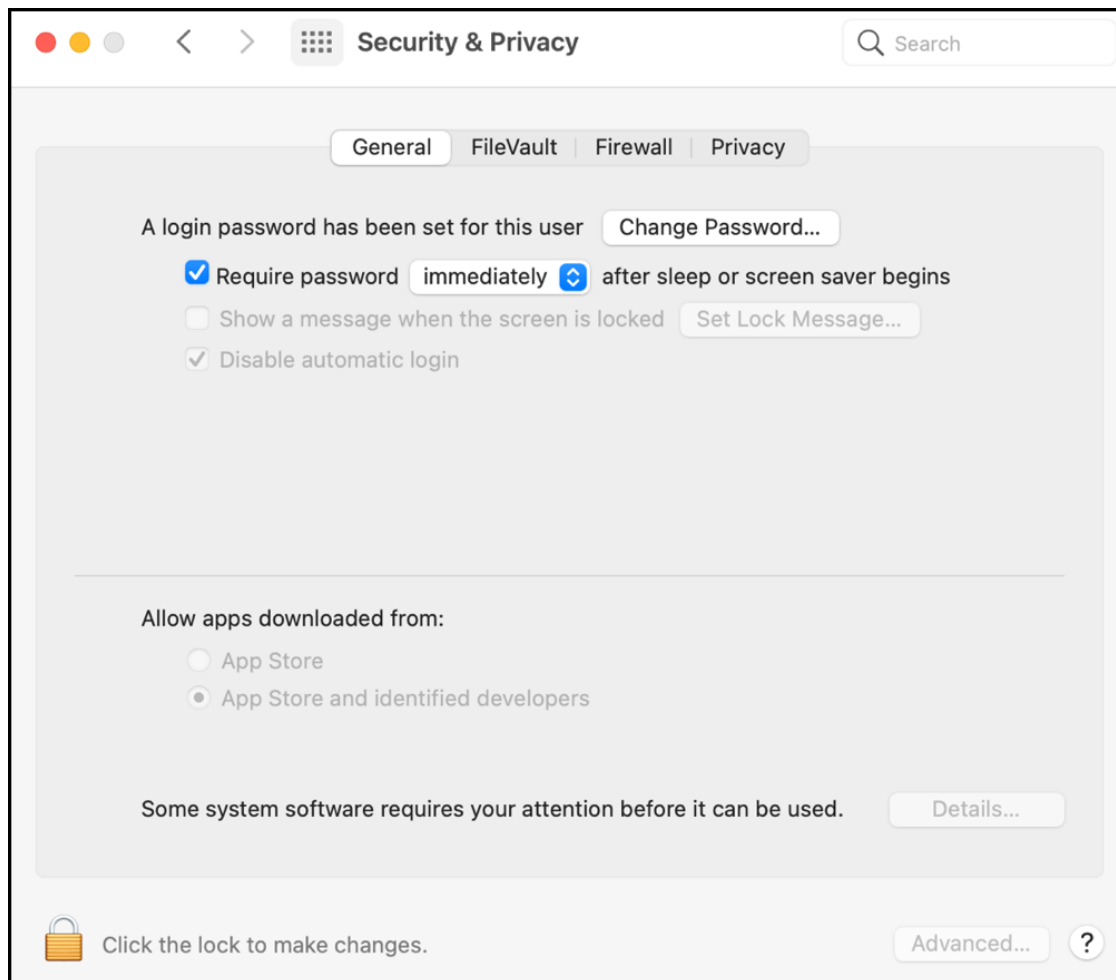 Security & Privacy
Search
General FileVault Firewall Privacy
A login password has been set for this user Change Password...
Require password immediately after sleep or screen saver begins
Show a message when the screen is locked Set Lock Message...
Disable automatic login
Allow apps downloaded from:
App Store
App Store and identified developers
Some system software requires your attention before it can be used. Details...
Click the lock to make changes. Advanced... ?